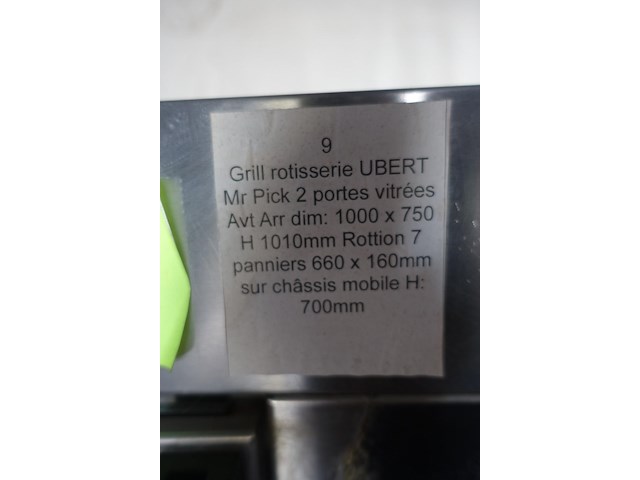 9
Grill rotisserie UBERT
Mr Pick 2 portes vitrées
Avt Arr dim: 1000 x 750
H 1010mm Rottion 7
panniers 660 x 160mm
sur châssis mobile H:
700mm